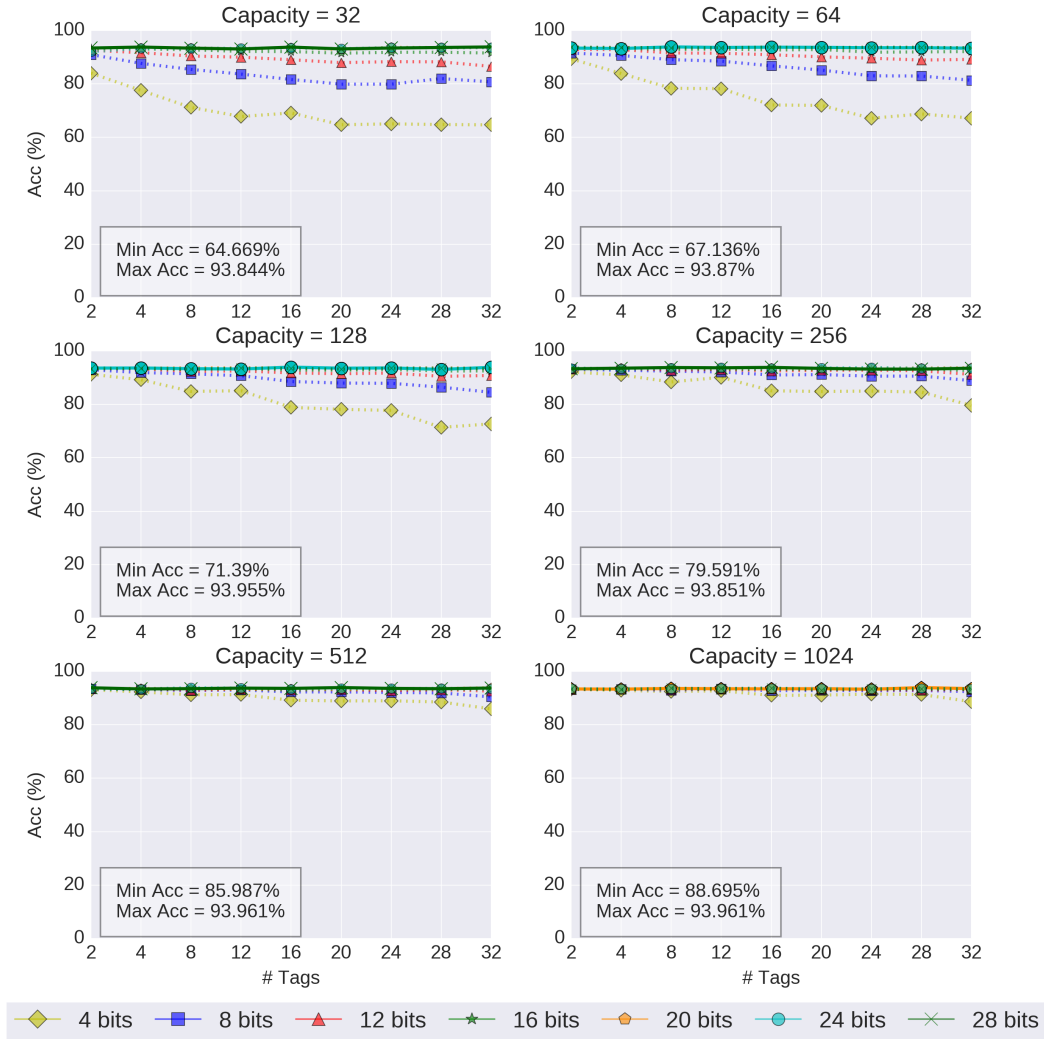 Capacity = 32
Capacity = 64
100
80
60
40
20
0
Acc (%)
Min Acc = 64.669%
Max Acc = 93.844%
2 4 8 12 16 20 24 28 32
100
80
60
40
20
0
Min Acc = 67.136%
Max Acc = 93.87%
2 4 8 12 16 20 24 28 32
Capacity = 128
Capacity = 256
100
80
60
40
20
0
Acc (%)
Min Acc = 71.39%
Max Acc = 93.955%
2 4 8 12 16 20 24 28 32
100
80
60
40
20
0
Min Acc = 79.591%
Max Acc = 93.851%
2 4 8 12 16 20 24 28 32
Capacity = 512
Capacity = 1024
100
80
60
40
20
0
Acc (%)
Min Acc = 85.987%
Max Acc = 93.961%
2 4 8 12 16 20 24 28 32
# Tags
100
80
60
40
20
0
Min Acc = 88.695%
Max Acc = 93.961%
2 4 8 12 16 20 24 28 32
# Tags
4 bits 8 bits 12 bits 16 bits 20 bits 24 bits 28 bits